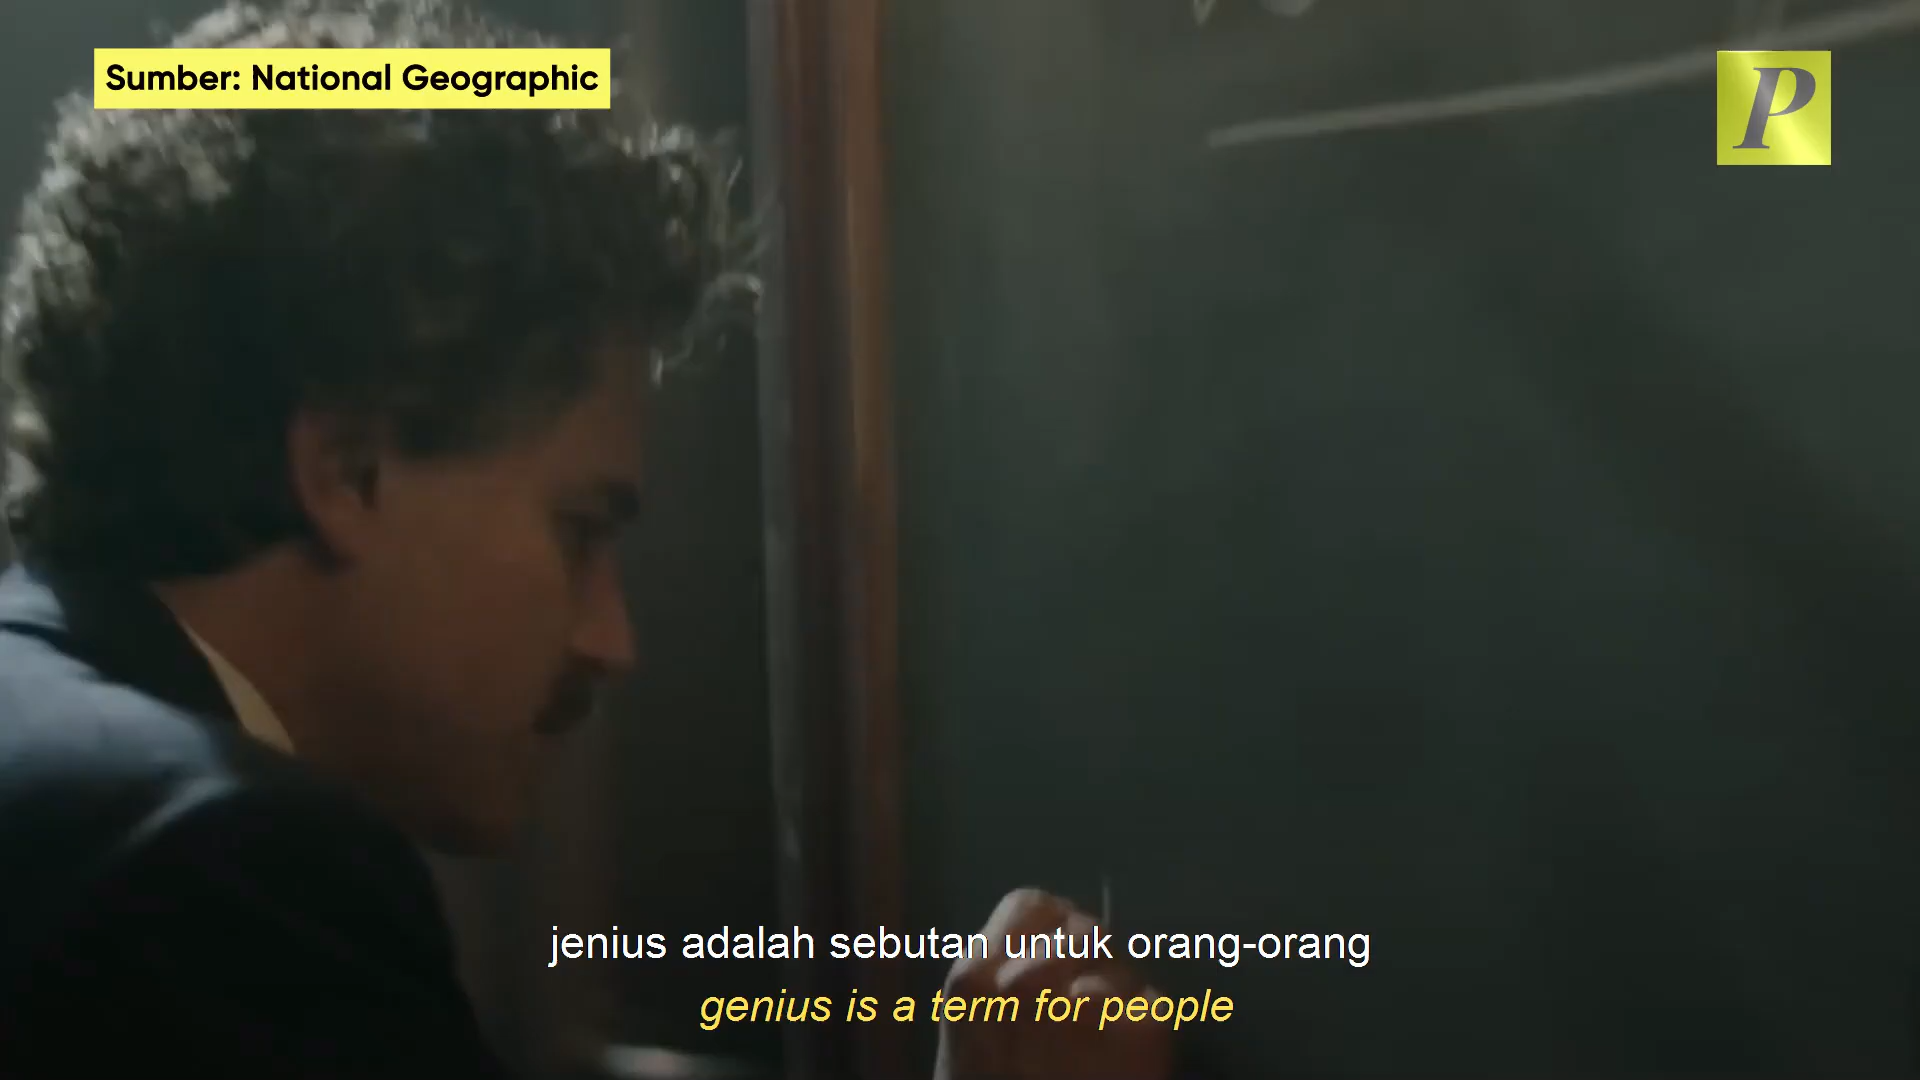 Sumber: National Geographic
P
jenius adalah sebutan untuk orang-orang
genius is a term for people